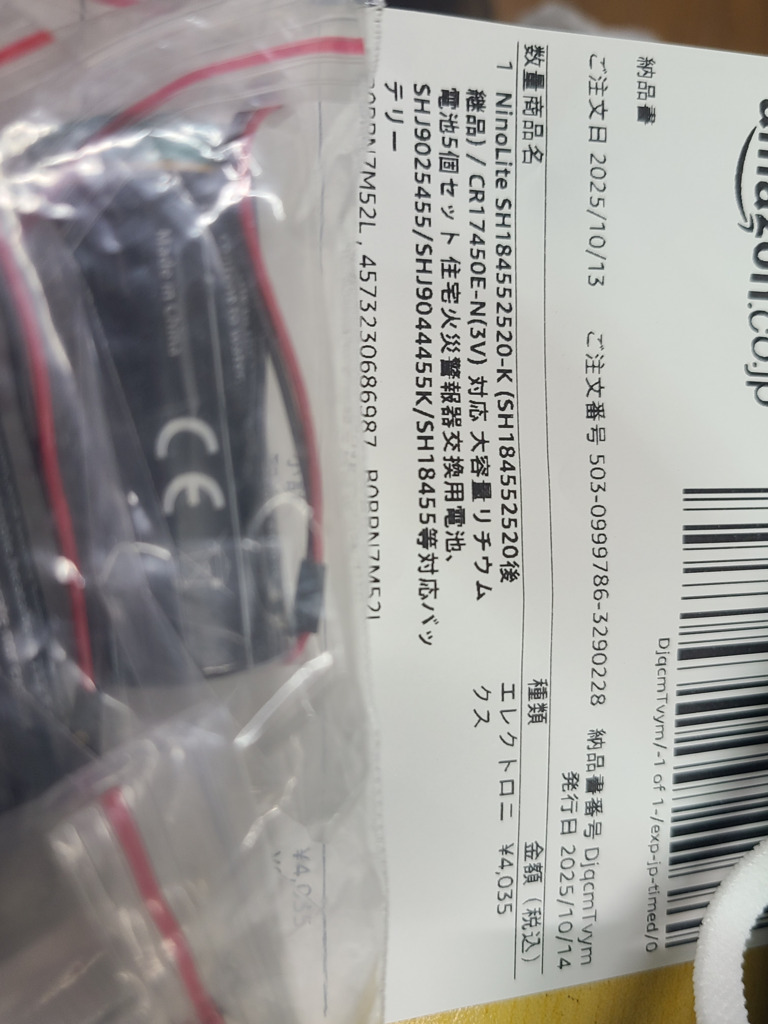 amazon.co.jp
納品書
ご注文日 2025/10/13 ご注文番号 503-0999786-3290228 納品書番号 DjqcmTvym
発行日 2025/10/14
DjqcmTvym/-1 of 1-/exp-jp-timed/0
数量 商品名 種類 金額（税込）
1 NinoLite SH184552520-K (SH184552520後 エレクトロニ ¥4,035
継品) / CR17450E-N(3V) 対応 大容量リチウム クス
電池5個セット 住宅火災警報器交換用電池、
SHJ9025455/SHJ9044455K/SH18455等対応バッ
テリー
B0BBN7M52L , 4573230686987 B0BBN7M52L
¥4,035
Made in China
CE